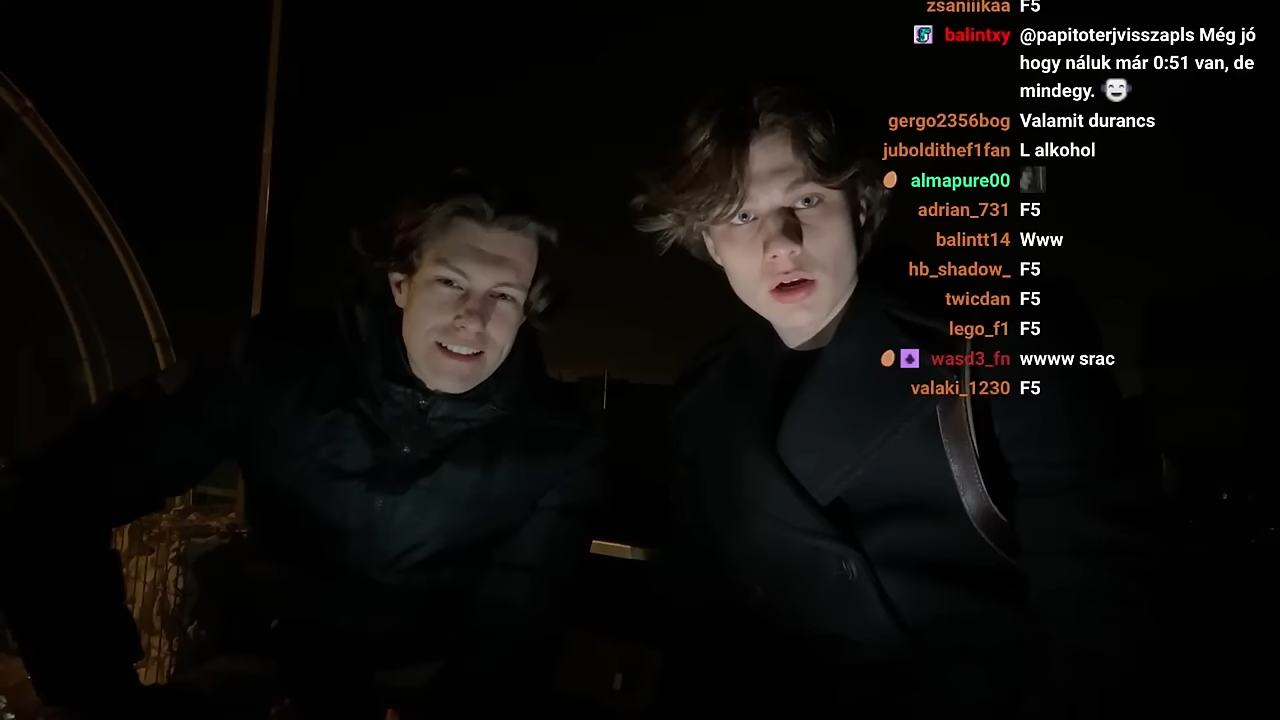 zsaniiikaa F5
balintxy @papitoterjvisszapls Még jó
hogy náluk már 0:51 van, de
mindegy.
gergo2356bog Valamit durancs
juboldithef1fan L alkohol
almapure00
adrian_731 F5
balintt14 Www
hb_shadow_ F5
twicdan F5
lego_f1 F5
wasd3_fn wwww srac
valaki_1230 F5